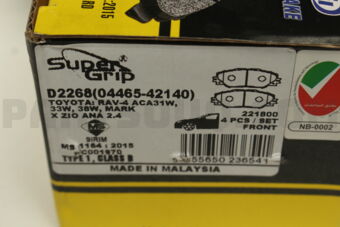 Super Grip
D2268(04465-42140)
TOYOTA: RAV-4 ACA31W,
33W, 38W, MARK
X ZIO ANA 2.4
221800
4 PCS / SET
FRONT
SIRIM
MS 1164 : 2015
PC001970
TYPE 1, CLASS B
MADE IN MALAYSIA
NB-0002